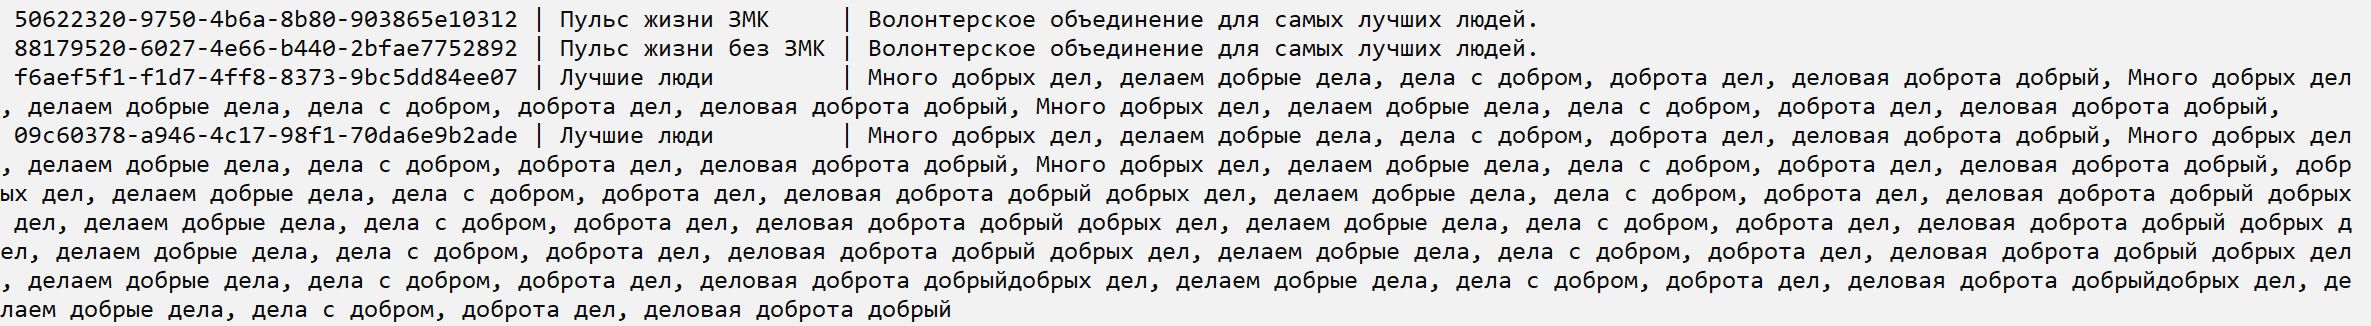 50622320-9750-4b6a-8b80-903865e10312 | Пульс жизни ЗМК     | Волонтерское объединение для самых лучших людей.
88179520-6027-4e66-b440-2bfae7752892 | Пульс жизни без ЗМК | Волонтерское объединение для самых лучших людей.
f6aef5f1-f1d7-4ff8-8373-9bc5dd84ee07 | Лучшие люди         | Много добрых дел, делаем добрые дела, дела с добром, доброта дел, деловая доброта добрый, Много добрых дел
, делаем добрые дела, дела с добром, доброта дел, деловая доброта добрый, Много добрых дел, делаем добрые дела, дела с добром, доброта дел, деловая доброта добрый,
09c60378-a946-4c17-98f1-70da6e9b2ade | Лучшие люди         | Много добрых дел, делаем добрые дела, дела с добром, доброта дел, деловая доброта добрый, Много добрых дел
, делаем добрые дела, дела с добром, доброта дел, деловая доброта добрый, Много добрых дел, делаем добрые дела, дела с добром, доброта дел, деловая доброта добрый, добр
ых дел, делаем добрые дела, дела с добром, доброта дел, деловая доброта добрый добрых дел, делаем добрые дела, дела с добром, доброта дел, деловая доброта добрый добрых
 дел, делаем добрые дела, дела с добром, доброта дел, деловая доброта добрый добрых дел, делаем добрые дела, дела с добром, доброта дел, деловая доброта добрый добрых д
ел, делаем добрые дела, дела с добром, доброта дел, деловая доброта добрый добрых дел, делаем добрые дела, дела с добром, доброта дел, деловая доброта добрый добрых дел
, делаем добрые дела, дела с добром, доброта дел, деловая доброта добрыйдобрых дел, делаем добрые дела, дела с добром, доброта дел, деловая доброта добрыйдобрых дел, де
лаем добрые дела, дела с добром, доброта дел, деловая доброта добрый